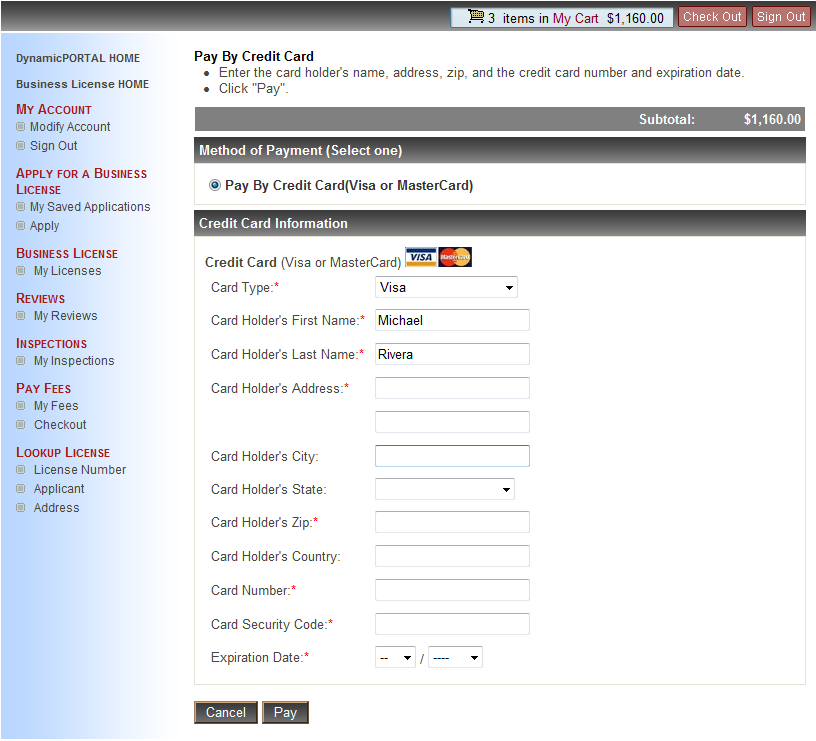 3 items in My Cart $1,160.00 Check Out Sign Out
DynamicPORTAL HOME
Business License HOME
MY ACCOUNT
Modify Account
Sign Out
APPLY FOR A BUSINESS
LICENSE
My Saved Applications
Apply
BUSINESS LICENSE
My Licenses
REVIEWS
My Reviews
INSPECTIONS
My Inspections
PAY FEES
My Fees
Checkout
LOOKUP LICENSE
License Number
Applicant
Address
Pay By Credit Card
Enter the card holder's name, address, zip, and the credit card number and expiration date.
Click "Pay".
Subtotal: $1,160.00
Method of Payment (Select one)
Pay By Credit Card(Visa or MasterCard)
Credit Card Information
Credit Card (Visa or MasterCard) VISA MasterCard
Card Type:* Visa
Card Holder's First Name:* Michael
Card Holder's Last Name:* Rivera
Card Holder's Address:*
Card Holder's City:
Card Holder's State:
Card Holder's Zip:*
Card Holder's Country:
Card Number:*
Card Security Code:*
Expiration Date:* -- / ----
Cancel Pay